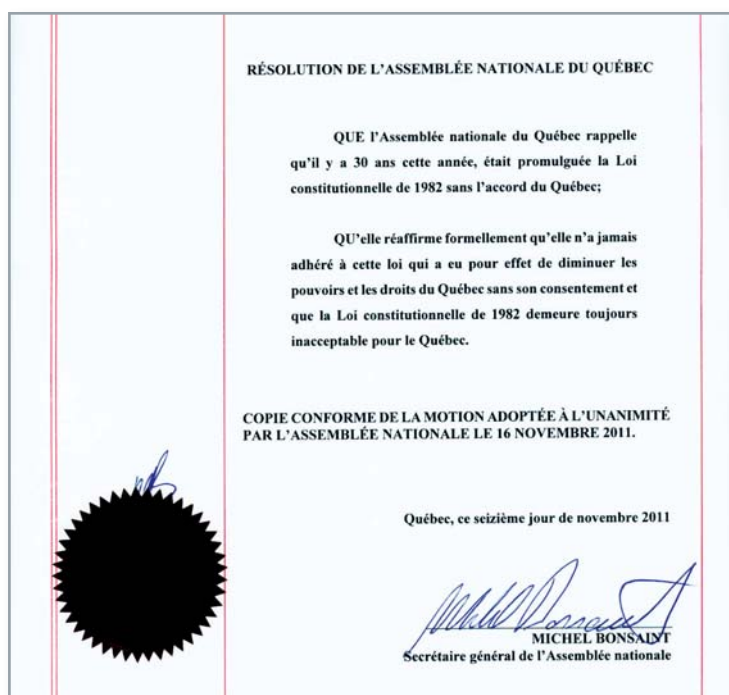 RÉSOLUTION DE L'ASSEMBLÉE NATIONALE DU QUÉBEC
QUE l'Assemblée nationale du Québec rappelle
qu'il y a 30 ans cette année, était promulguée la Loi
constitutionnelle de 1982 sans l'accord du Québec;
QU'elle réaffirme formellement qu'elle n'a jamais
adhéré à cette loi qui a eu pour effet de diminuer les
pouvoirs et les droits du Québec sans son consentement et
que la Loi constitutionnelle de 1982 demeure toujours
inacceptable pour le Québec.
COPIE CONFORME DE LA MOTION ADOPTÉE À L'UNANIMITÉ
PAR L'ASSEMBLÉE NATIONALE LE 16 NOVEMBRE 2011.
Québec, ce seizième jour de novembre 2011
MICHEL BONSAINT
Secrétaire général de l'Assemblée nationale